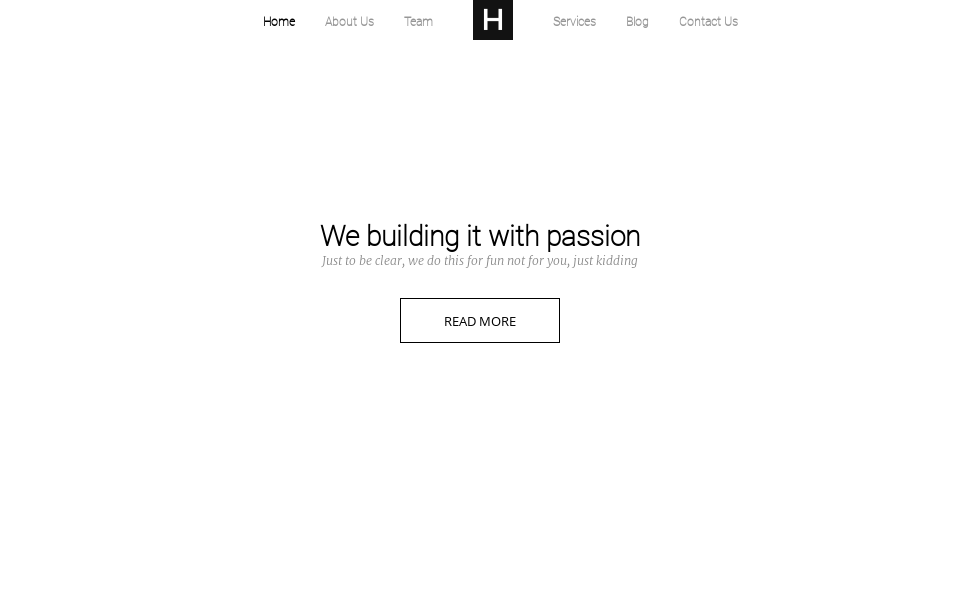 Home About Us Team H Services Blog Contact Us
We building it with passion
Just to be clear, we do this for fun not for you, just kidding
READ MORE